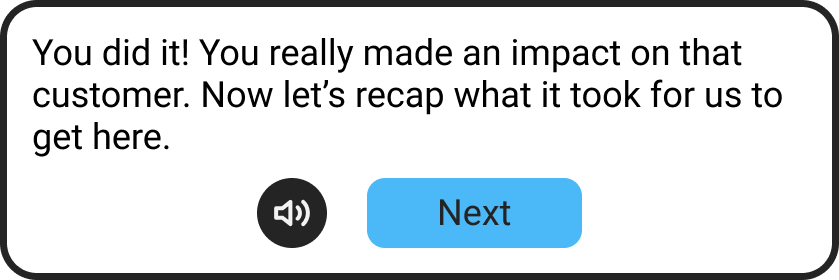 You did it! You really made an impact on that
customer. Now let’s recap what it took for us to
get here.
Next